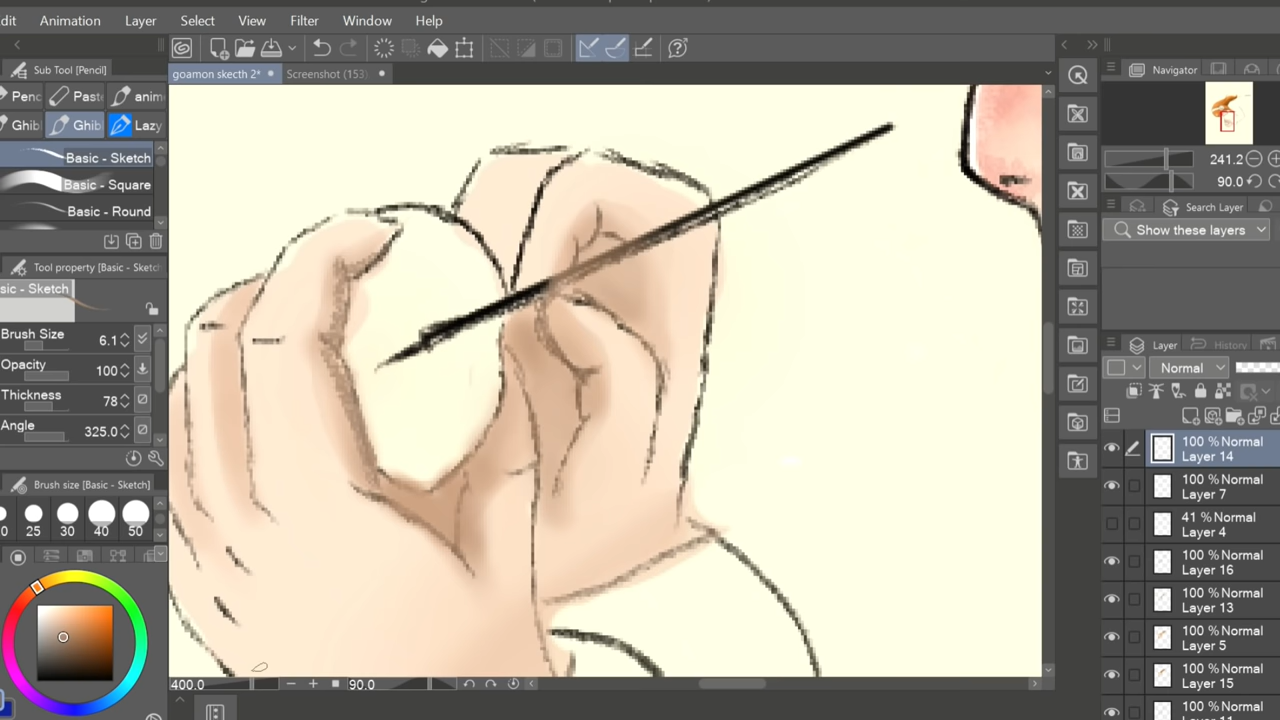 dit Animation Layer Select View Filter Window Help
Sub Tool [Pencil]
goamon skecth 2* Screenshot (153)
Navigator
Penc Past anim
Ghib Ghib Lazy
Basic - Sketch
Basic - Square
Basic - Round
241.2
90.0
Search Layer
Show these layers
Tool property [Basic - Sketch
sic - Sketch
Brush Size 6.1
Opacity 100
Thickness 78
Angle 325.0
Layer History
Normal
Brush size [Basic - Sketch]
0 25 30 40 50
100 % Normal
Layer 14
100 % Normal
Layer 7
41 % Normal
Layer 4
100 % Normal
Layer 16
100 % Normal
Layer 13
100 % Normal
Layer 5
100 % Normal
Layer 15
100 % Normal
400.0 90.0